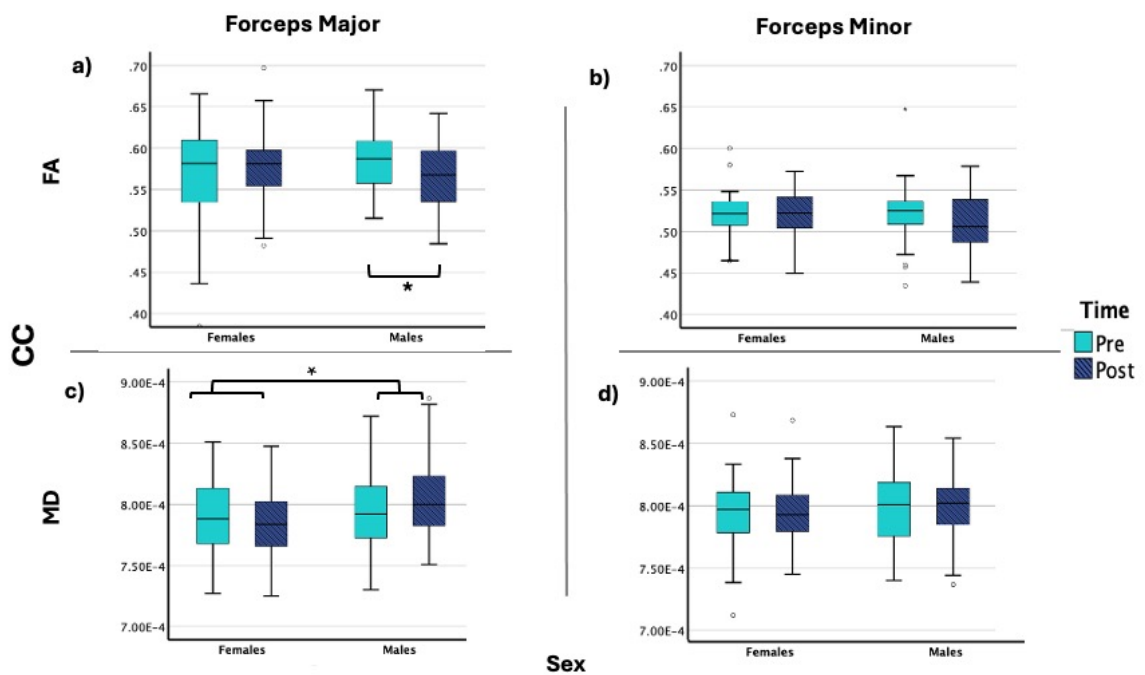 Forceps Major
Forceps Minor
a)
.70
.65
.60
.55
.50
.45
.40
*
Females
Males
b)
.70
.65
.60
.55
.50
.45
.40
Females
Males
FA
CC
Time
Pre
Post
c)
9.00E-4
8.50E-4
8.00E-4
7.50E-4
7.00E-4
*
Females
Males
d)
9.00E-4
8.50E-4
8.00E-4
7.50E-4
7.00E-4
Females
Males
MD
Sex